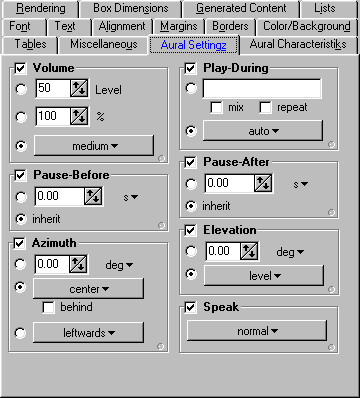 Rendering Box Dimensions Generated Content Lists
Font Text Alignment Margins Borders Color/Background
Tables Miscellaneous Aural Settings Aural Characteristiks
Volume
50 Level
100 %
medium
Play-During
mix repeat
auto
Pause-Before
0.00 s
inherit
Pause-After
0.00 s
inherit
Azimuth
0.00 deg
center
behind
leftwards
Elevation
0.00 deg
level
Speak
normal